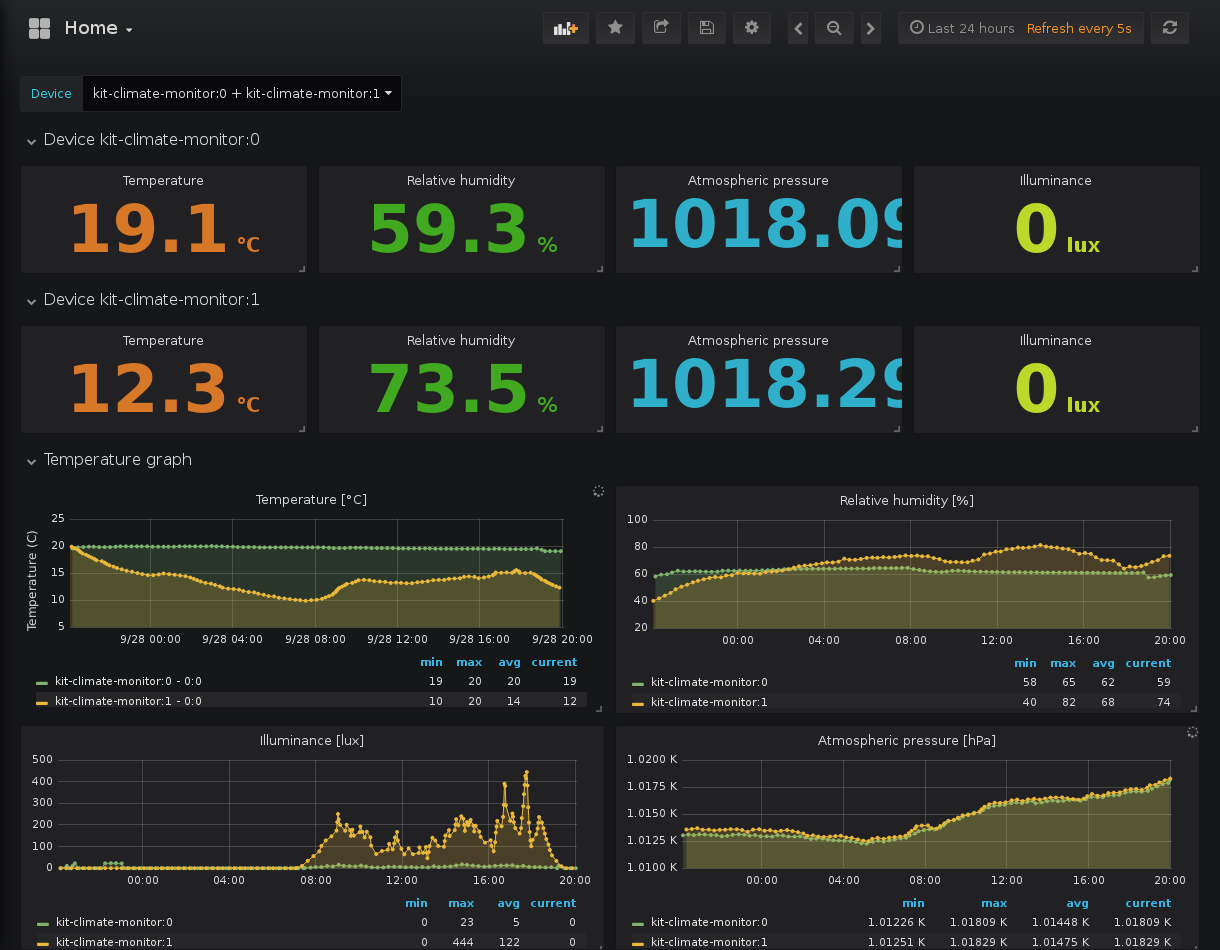 Home
Last 24 hours Refresh every 5s
Device kit-climate-monitor:0 + kit-climate-monitor:1
Device kit-climate-monitor:0
Temperature Relative humidity Atmospheric pressure Illuminance
19.1 °C 59.3 % 1018.09 0 lux
Device kit-climate-monitor:1
Temperature Relative humidity Atmospheric pressure Illuminance
12.3 °C 73.5 % 1018.29 0 lux
Temperature graph
Temperature [°C]
Temperature (C)
25
20
15
10
5
9/28 00:00 9/28 04:00 9/28 08:00 9/28 12:00 9/28 16:00 9/28 20:00
min max avg current
kit-climate-monitor:0 - 0:0 19 20 20 19
kit-climate-monitor:1 - 0:0 10 20 14 12
Relative humidity [%]
100
80
60
40
20
00:00 04:00 08:00 12:00 16:00 20:00
min max avg current
kit-climate-monitor:0 58 65 62 59
kit-climate-monitor:1 40 82 68 74
Illuminance [lux]
500
400
300
200
100
0
00:00 04:00 08:00 12:00 16:00 20:00
min max avg current
kit-climate-monitor:0 0 23 5 0
kit-climate-monitor:1 0 444 122 0
Atmospheric pressure [hPa]
1.0200 K
1.0175 K
1.0150 K
1.0125 K
1.0100 K
00:00 04:00 08:00 12:00 16:00 20:00
min max avg current
kit-climate-monitor:0 1.01226 K 1.01809 K 1.01448 K 1.01809 K
kit-climate-monitor:1 1.01251 K 1.01829 K 1.01475 K 1.01829 K